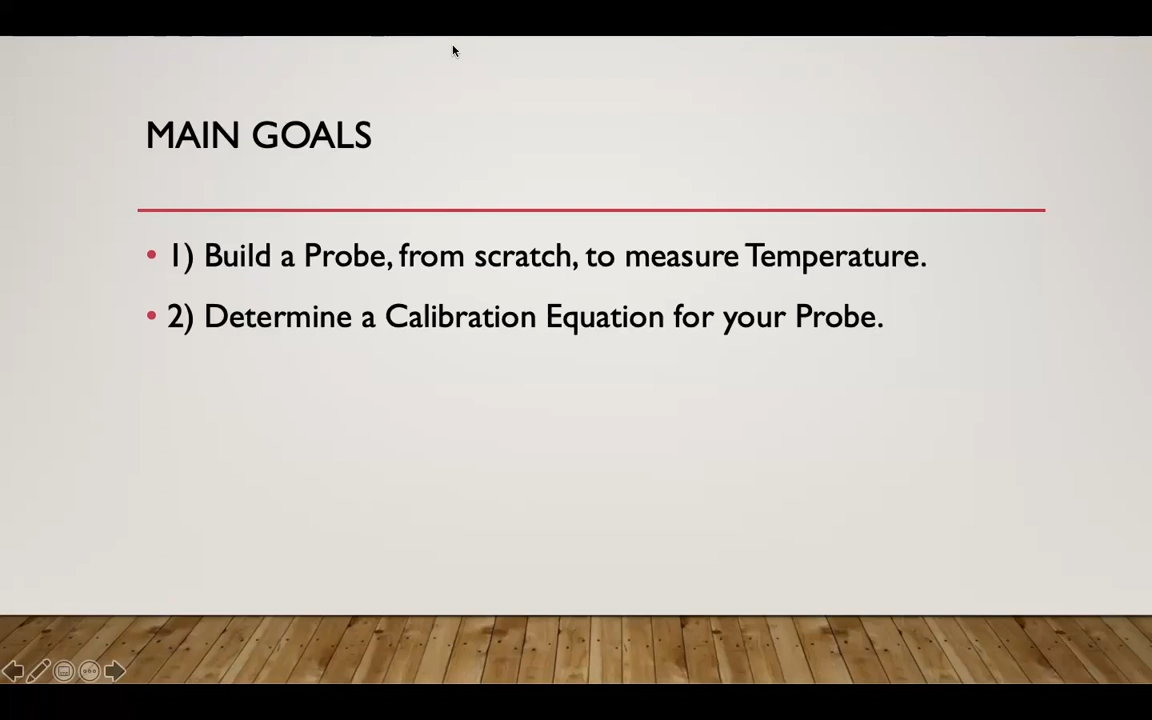 MAIN GOALS
• 1) Build a Probe, from scratch, to measure Temperature.
• 2) Determine a Calibration Equation for your Probe.